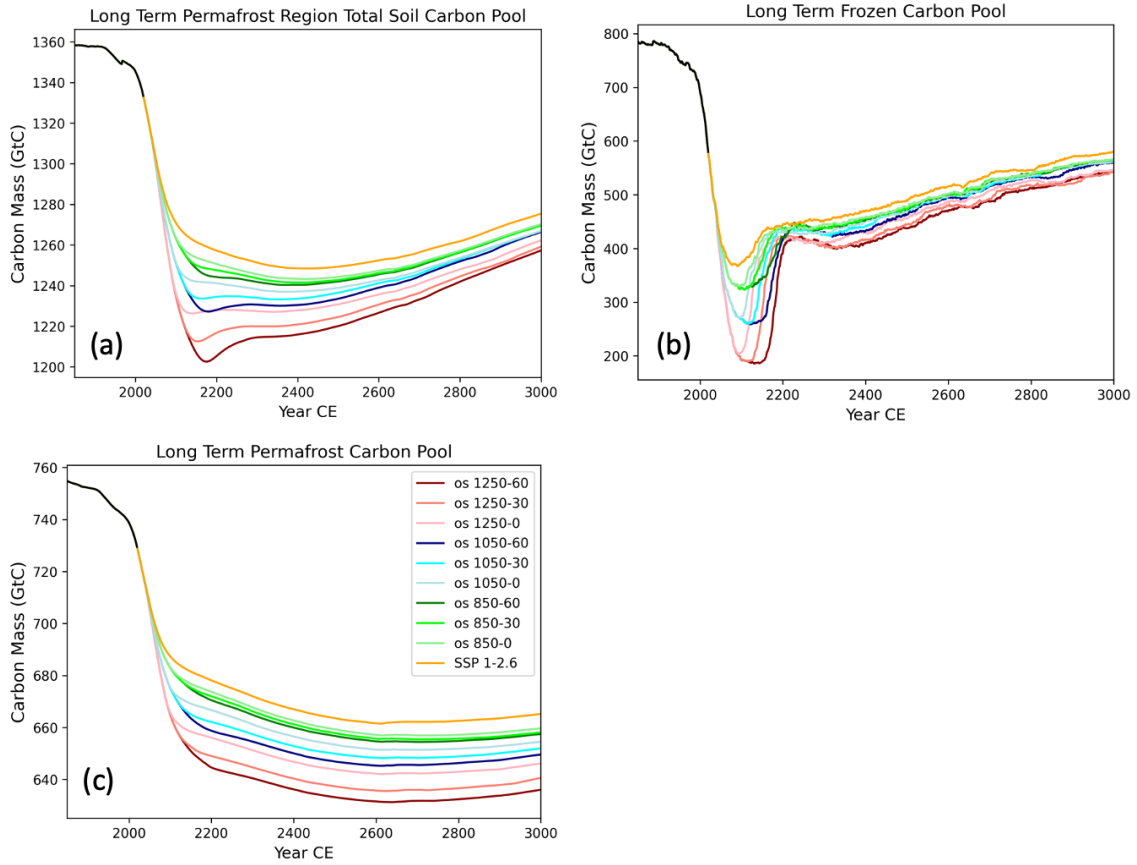 Long Term Permafrost Region Total Soil Carbon Pool
1360
1340
1320
1300
1280
1260
1240
1220
1200
Carbon Mass (GtC)
(a)
2000
2200
2400
2600
2800
3000
Year CE
Long Term Frozen Carbon Pool
800
700
600
500
400
300
200
Carbon Mass (GtC)
(b)
2000
2200
2400
2600
2800
3000
Year CE
Long Term Permafrost Carbon Pool
760
740
720
700
680
660
640
Carbon Mass (GtC)
os 1250-60
os 1250-30
os 1250-0
os 1050-60
os 1050-30
os 1050-0
os 850-60
os 850-30
os 850-0
SSP 1-2.6
(c)
2000
2200
2400
2600
2800
3000
Year CE